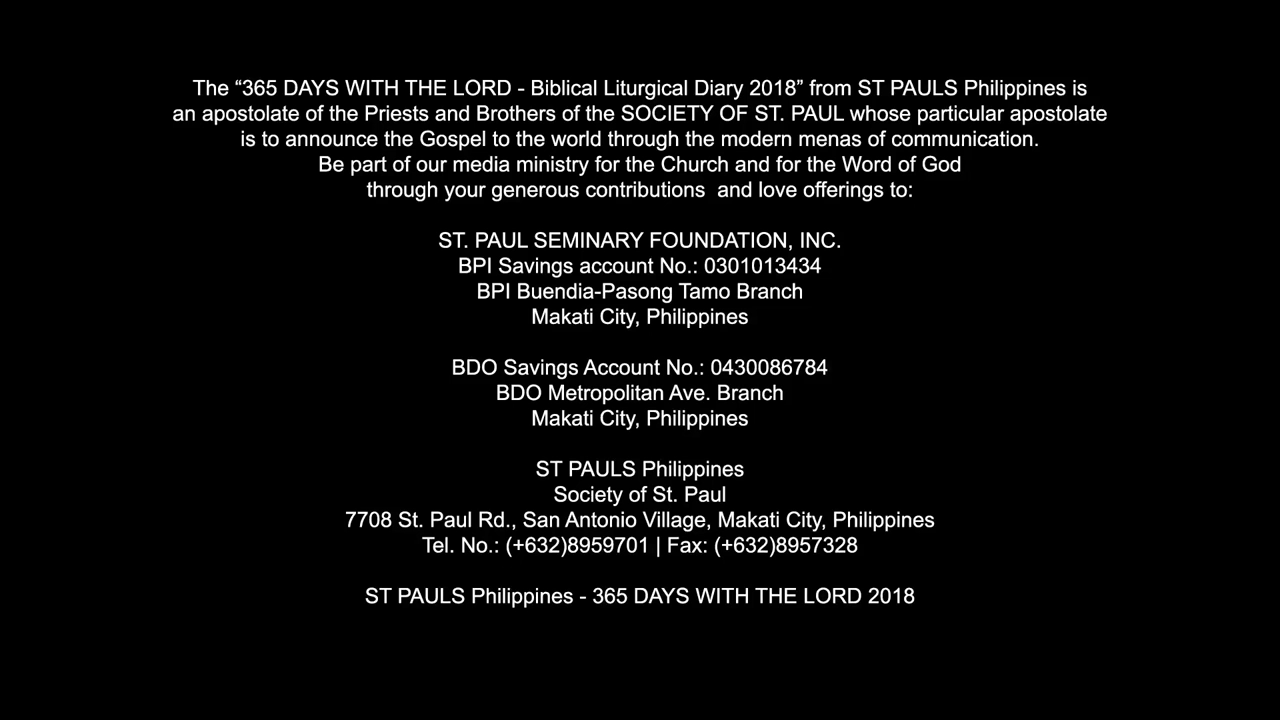 The “365 DAYS WITH THE LORD - Biblical Liturgical Diary 2018” from ST PAULS Philippines is
an apostolate of the Priests and Brothers of the SOCIETY OF ST. PAUL whose particular apostolate
is to announce the Gospel to the world through the modern menas of communication.
Be part of our media ministry for the Church and for the Word of God
through your generous contributions  and love offerings to:
ST. PAUL SEMINARY FOUNDATION, INC.
BPI Savings account No.: 0301013434
BPI Buendia-Pasong Tamo Branch
Makati City, Philippines
BDO Savings Account No.: 0430086784
BDO Metropolitan Ave. Branch
Makati City, Philippines
ST PAULS Philippines
Society of St. Paul
7708 St. Paul Rd., San Antonio Village, Makati City, Philippines
Tel. No.: (+632)8959701 | Fax: (+632)8957328
ST PAULS Philippines - 365 DAYS WITH THE LORD 2018